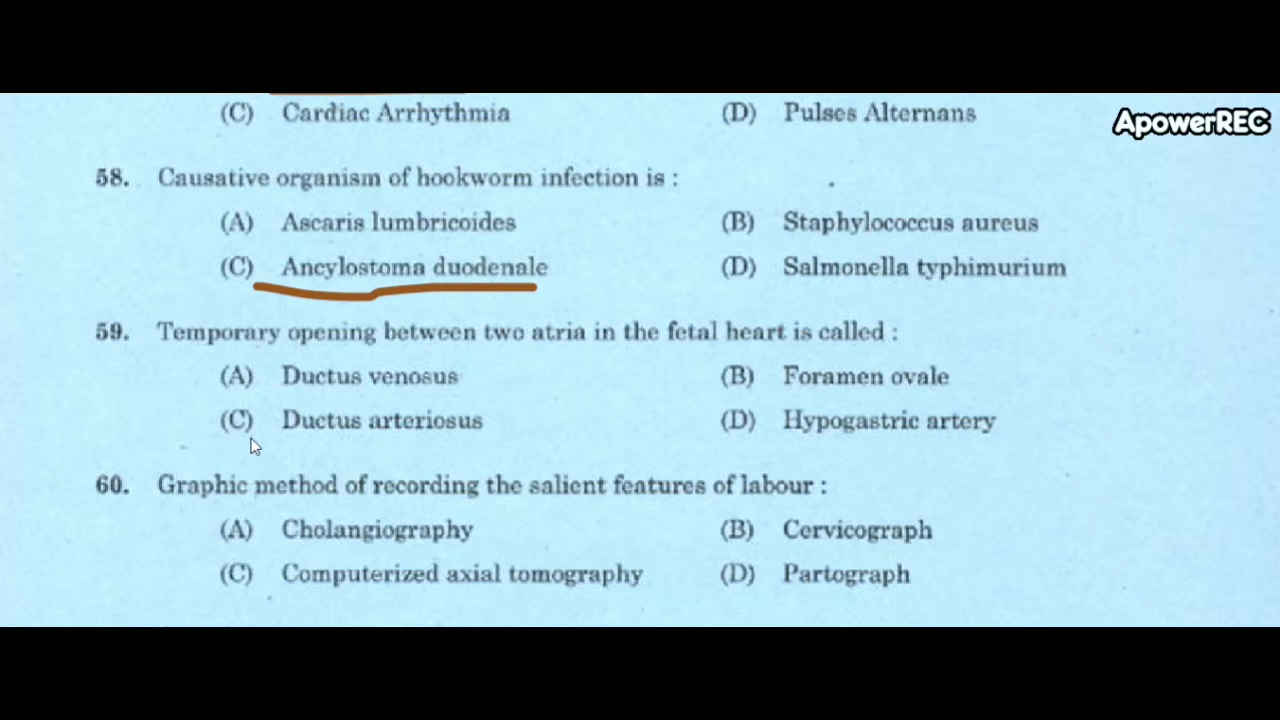 (C) Cardiac Arrhythmia (D) Pulses Alternans
ApowerREC
58. Causative organism of hookworm infection is :
(A) Ascaris lumbricoides (B) Staphylococcus aureus
(C) Ancylostoma duodenale (D) Salmonella typhimurium
59. Temporary opening between two atria in the fetal heart is called :
(A) Ductus venosus (B) Foramen ovale
(C) Ductus arteriosus (D) Hypogastric artery
60. Graphic method of recording the salient features of labour :
(A) Cholangiography (B) Cervicograph
(C) Computerized axial tomography (D) Partograph